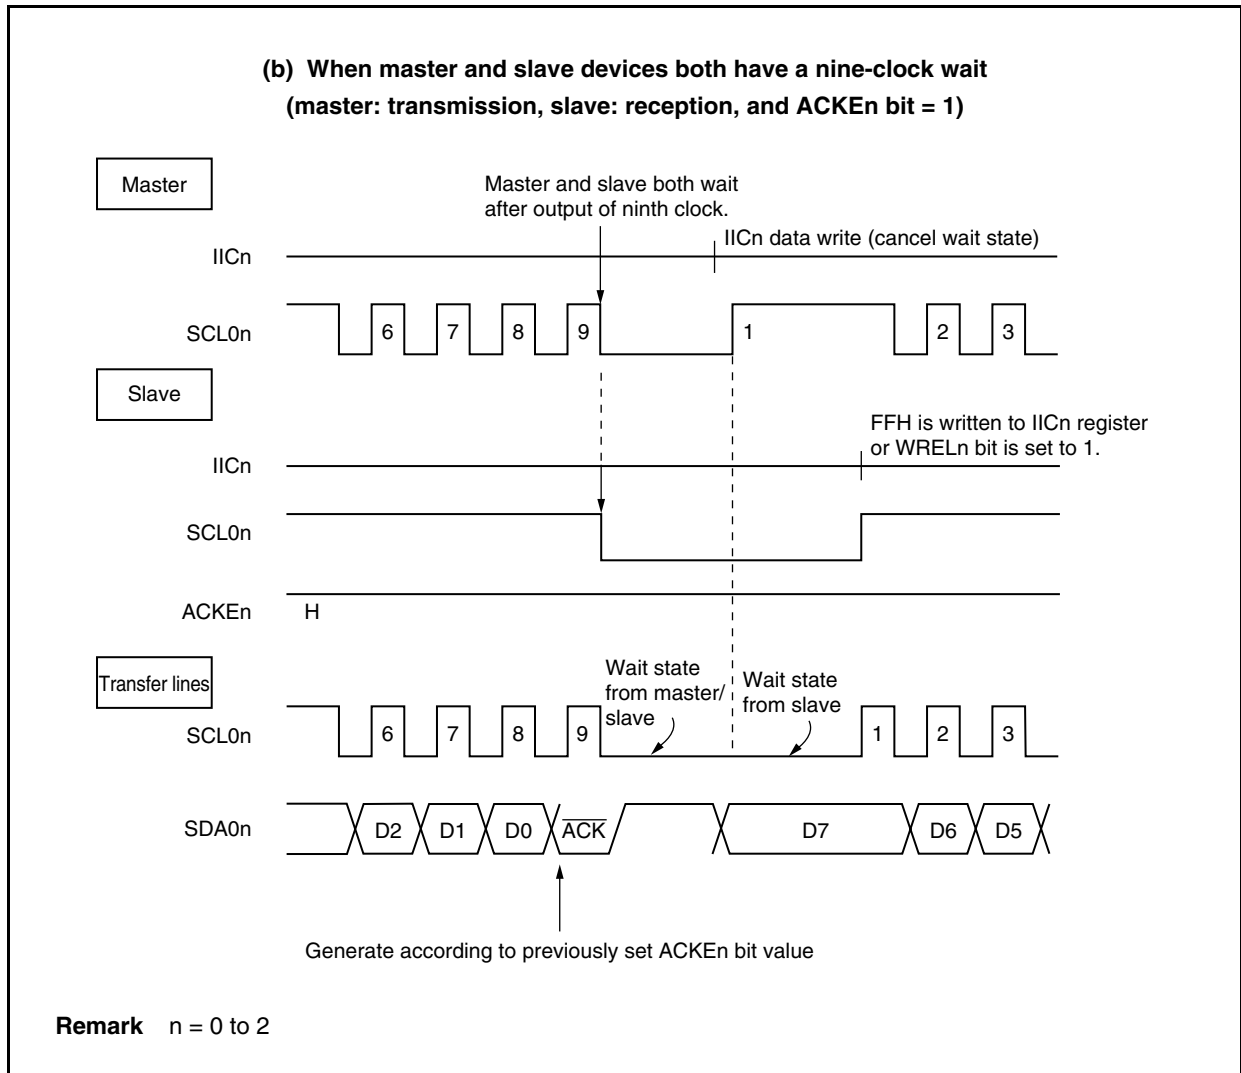 (b) When master and slave devices both have a nine-clock wait
(master: transmission, slave: reception, and ACKEn bit = 1)
Master
Master and slave both wait
after output of ninth clock.
IICn
IICn data write (cancel wait state)
SCL0n
6 7 8 9 1 2 3
Slave
FFH is written to IICn register
or WRELn bit is set to 1.
IICn
SCL0n
ACKEn
H
Transfer lines
Wait state
from master/
slave
Wait state
from slave
SCL0n
6 7 8 9 1 2 3
SDA0n
D2 D1 D0 ACK D7 D6 D5
Generate according to previously set ACKEn bit value
Remark n = 0 to 2